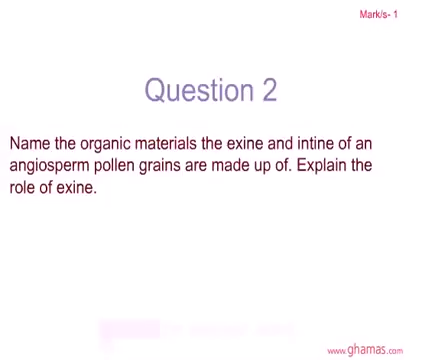 Mark/s- 1
Question 2
Name the organic materials the exine and intine of an
angiosperm pollen grains are made up of. Explain the
role of exine.
www.ghamas.com